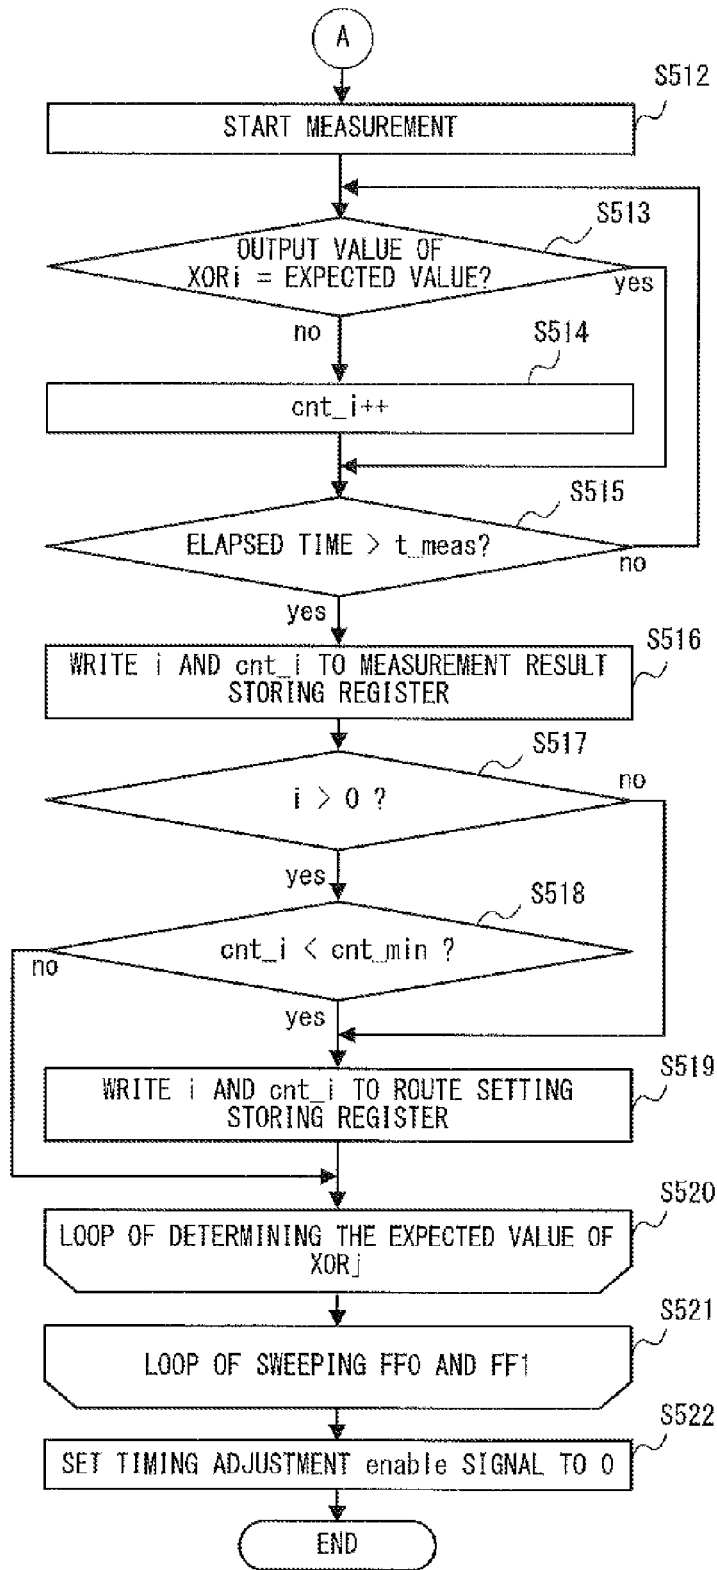 A
S512
START MEASUREMENT
S513
OUTPUT VALUE OF
XORi = EXPECTED VALUE?
yes
no
S514
cnt_i++
S515
ELAPSED TIME > t_meas?
no
yes
S516
WRITE i AND cnt_i TO MEASUREMENT RESULT
STORING REGISTER
S517
no
i > 0 ?
yes
S518
cnt_i < cnt_min ?
no
yes
S519
WRITE i AND cnt_i TO ROUTE SETTING
STORING REGISTER
S520
LOOP OF DETERMINING THE EXPECTED VALUE OF
XORj
S521
LOOP OF SWEEPING FF0 AND FF1
S522
SET TIMING ADJUSTMENT enable SIGNAL TO 0
END